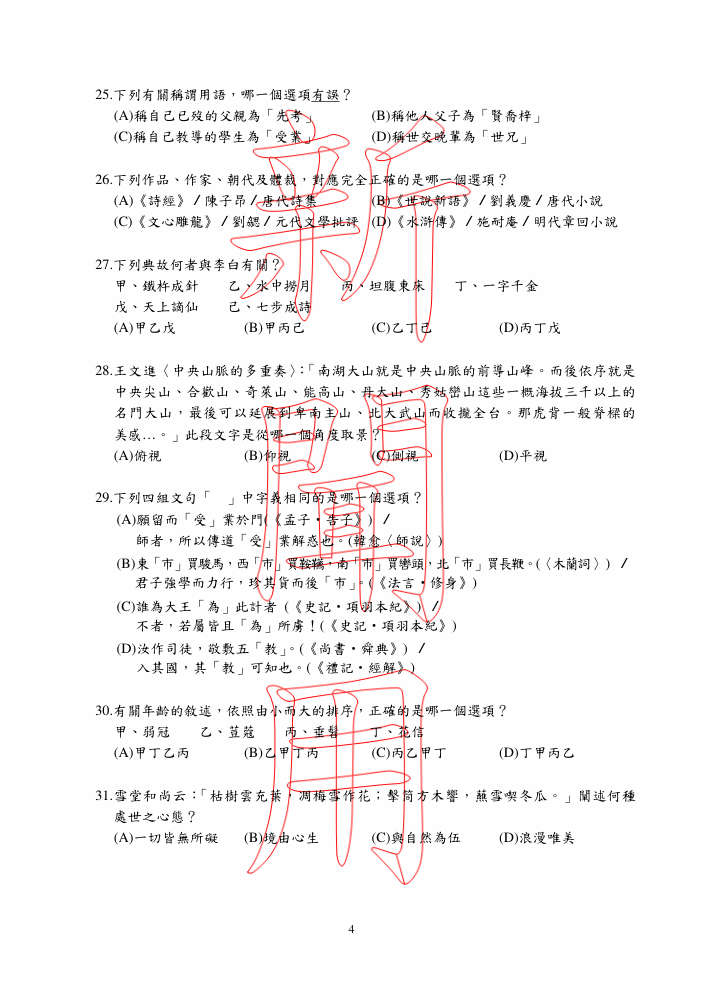 25.下列有關稱謂用語，哪一個選項有誤？
(A)稱自己已歿的父親為「先考」 (B)稱他人父子為「賢喬梓」
(C)稱自己教導的學生為「受業」 (D)稱世交晚輩為「世兄」
26.下列作品、作家、朝代及體裁，對應完全正確的是哪一個選項？
(A)《詩經》／陳子昂／唐代詩集 (B)《世說新語》／劉義慶／唐代小說
(C)《文心雕龍》／劉勰／元代文學批評 (D)《水滸傳》／施耐庵／明代章回小說
27.下列典故何者與李白有關？
甲、鐵杵成針 乙、水中撈月 丙、坦腹東床 丁、一字千金
戊、天上謫仙 己、七步成詩
(A)甲乙戊 (B)甲丙己 (C)乙丁己 (D)丙丁戊
28.王文進〈中央山脈的多重奏〉：「南湖大山就是中央山脈的前導山峰。而後依序就是
中央尖山、合歡山、奇萊山、能高山、丹大山、秀姑巒山這些一概海拔三千以上的
名門大山，最後可以延展到卑南主山、北大武山而收攏全台。那虎背一般脊樑的
美感…。」此段文字是從哪一個角度取景？
(A)俯視 (B)仰視 (C)側視 (D)平視
29.下列四組文句「 」中字義相同的是哪一個選項？
(A)願留而「受」業於門(《孟子‧告子》)／
師者，所以傳道「受」業解惑也。(韓愈〈師說〉)
(B)東「市」買駿馬，西「市」買鞍韉，南「市」買轡頭，北「市」買長鞭。(〈木蘭詞〉)／
君子強學而力行，珍其貨而後「市」。(《法言‧修身》)
(C)誰為大王「為」此計者 (《史記‧項羽本紀》)／
不者，若屬皆且「為」所虜！(《史記‧項羽本紀》)
(D)汝作司徒，敬敷五「教」。(《尚書‧舜典》)／
入其國，其「教」可知也。(《禮記‧經解》)
30.有關年齡的敘述，依照由小而大的排序，正確的是哪一個選項？
甲、弱冠 乙、荳蔻 丙、垂髫 丁、花信
(A)甲丁乙丙 (B)乙甲丁丙 (C)丙乙甲丁 (D)丁甲丙乙
31.雪堂和尚云：「枯樹雲充葉，凋梅雪作花；擊筒方木響，蘸雪喫冬瓜。」闡述何種
處世之心態？
(A)一切皆無所礙 (B)境由心生 (C)與自然為伍 (D)浪漫唯美
4
新聞用